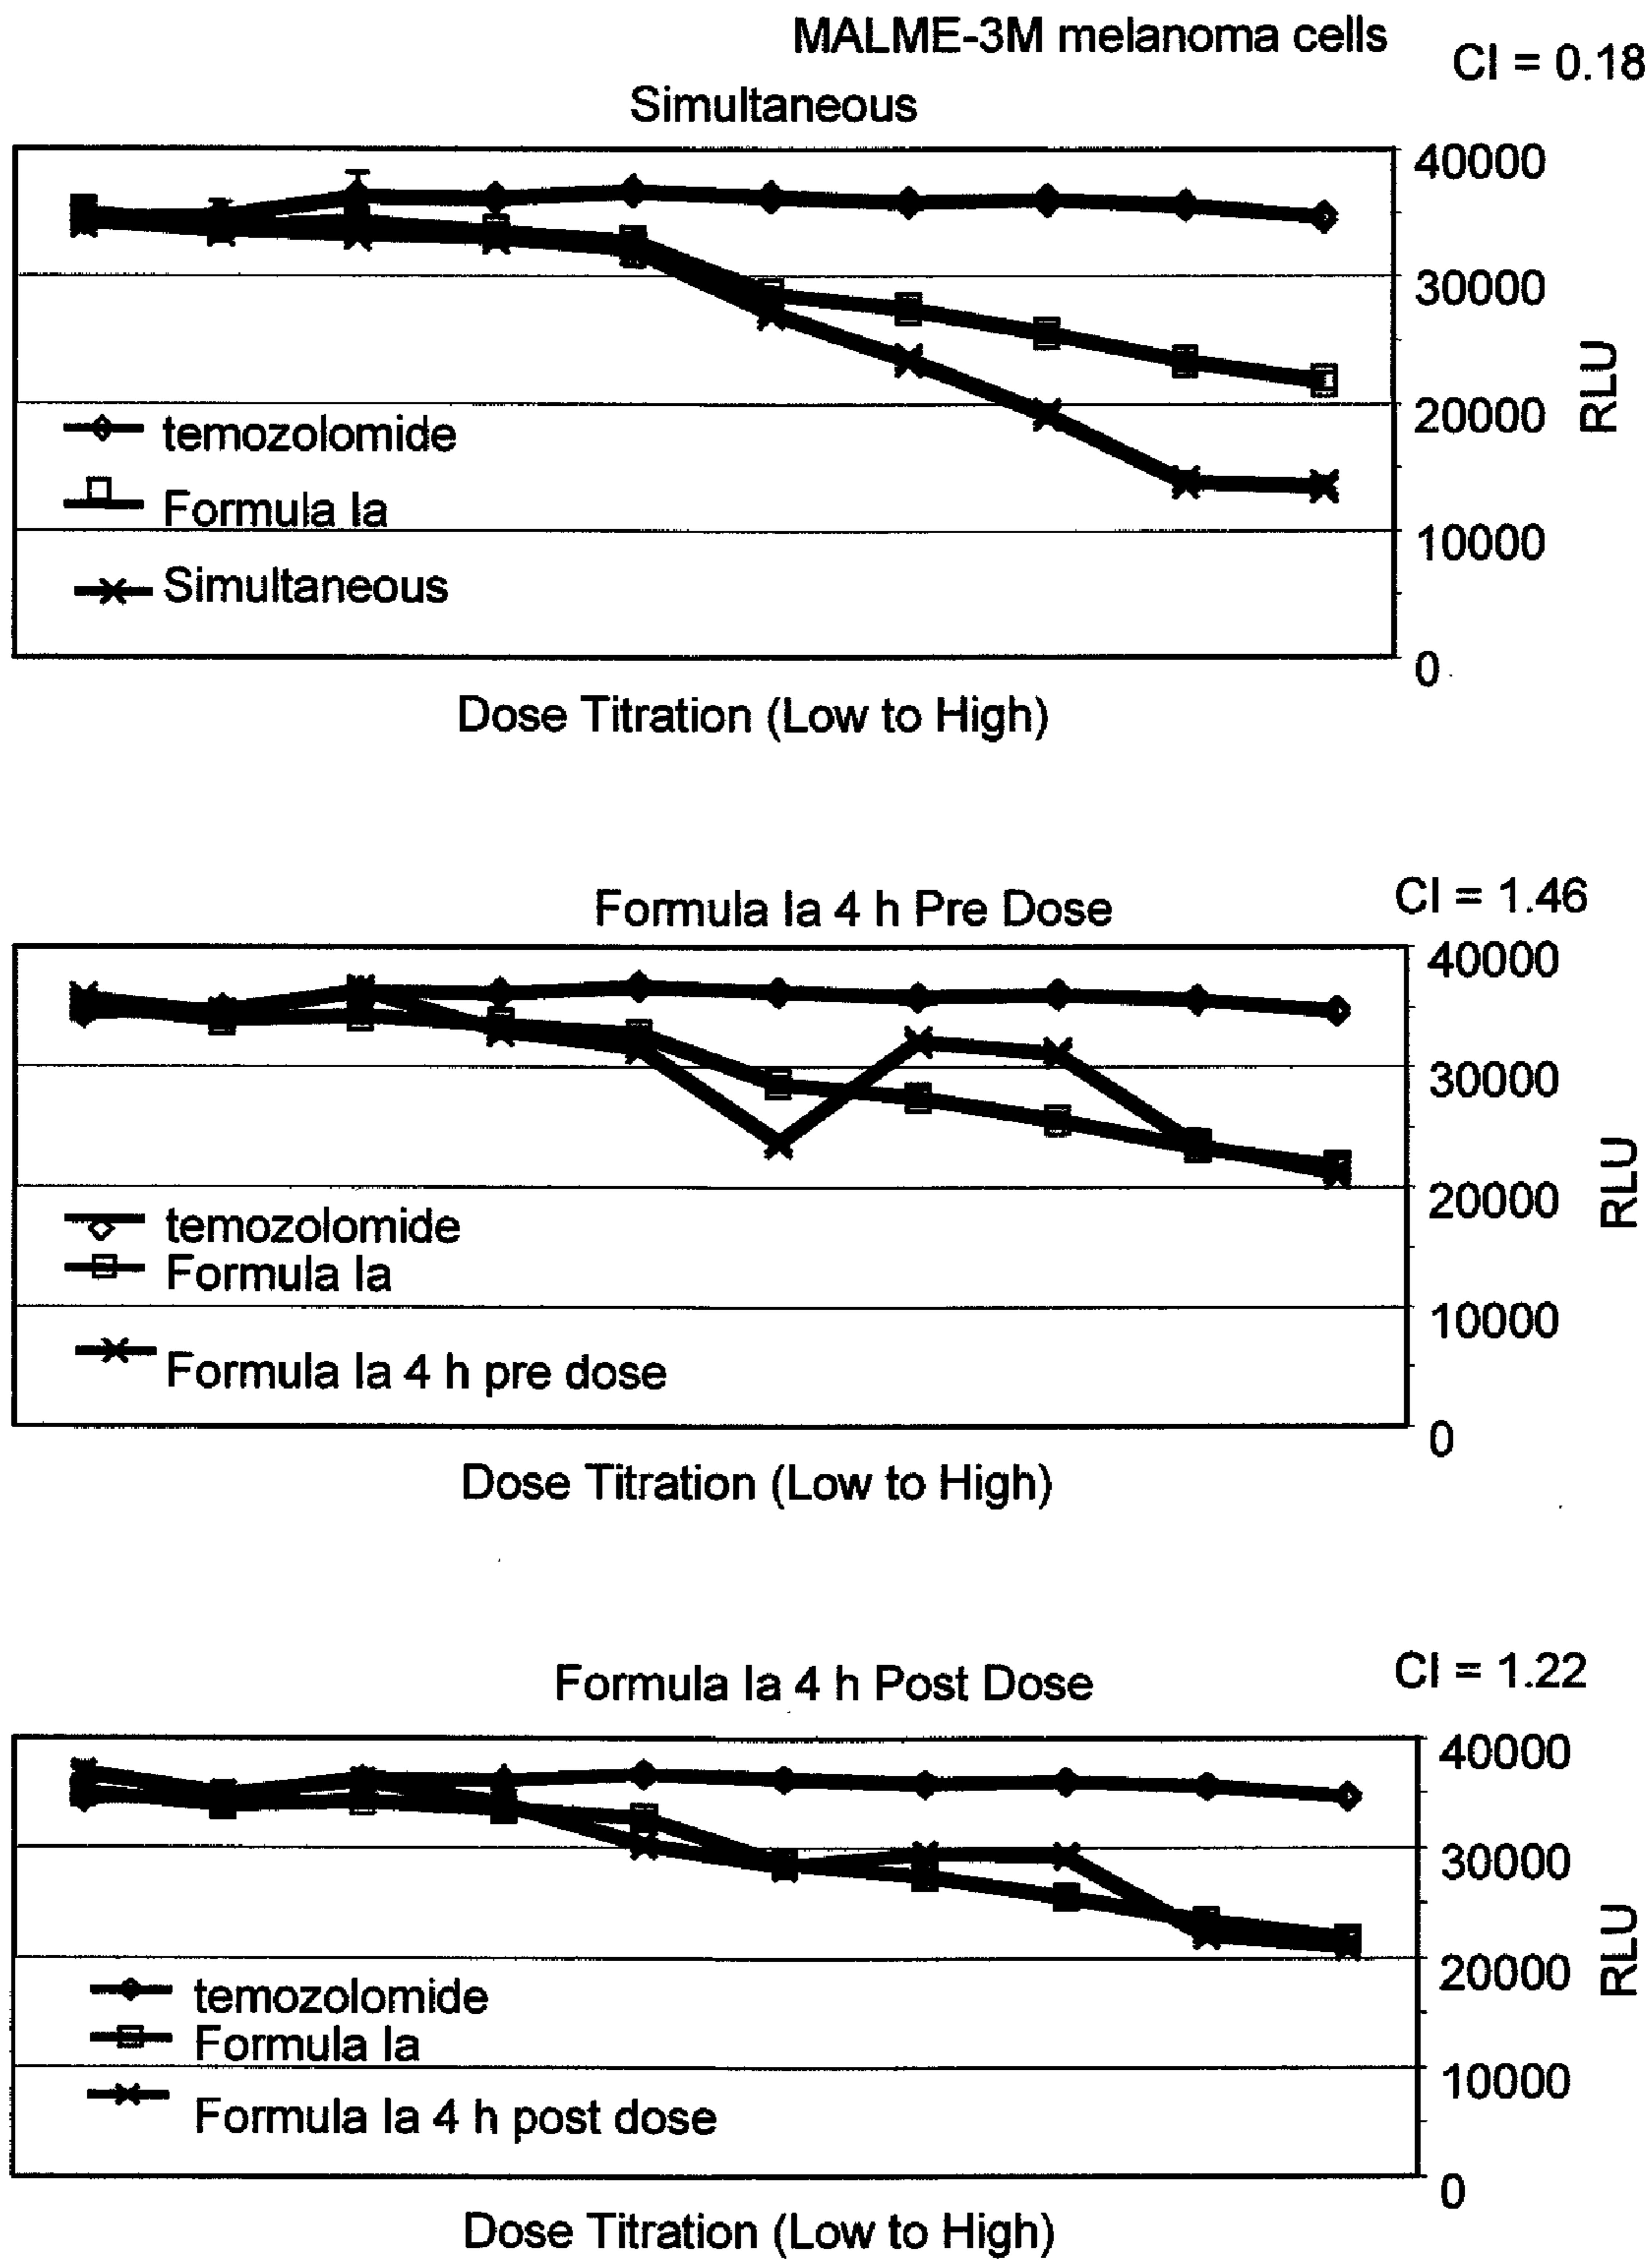 MALME-3M melanoma cells
CI = 0.18
Simultaneous
40000
30000
20000
10000
0
RLU
temozolomide
Formula Ia
Simultaneous
Dose Titration (Low to High)
Formula Ia 4 h Pre Dose
CI = 1.46
40000
30000
20000
10000
0
RLU
temozolomide
Formula Ia
Formula Ia 4 h pre dose
Dose Titration (Low to High)
Formula Ia 4 h Post Dose
CI = 1.22
40000
30000
20000
10000
0
RLU
temozolomide
Formula Ia
Formula Ia 4 h post dose
Dose Titration (Low to High)